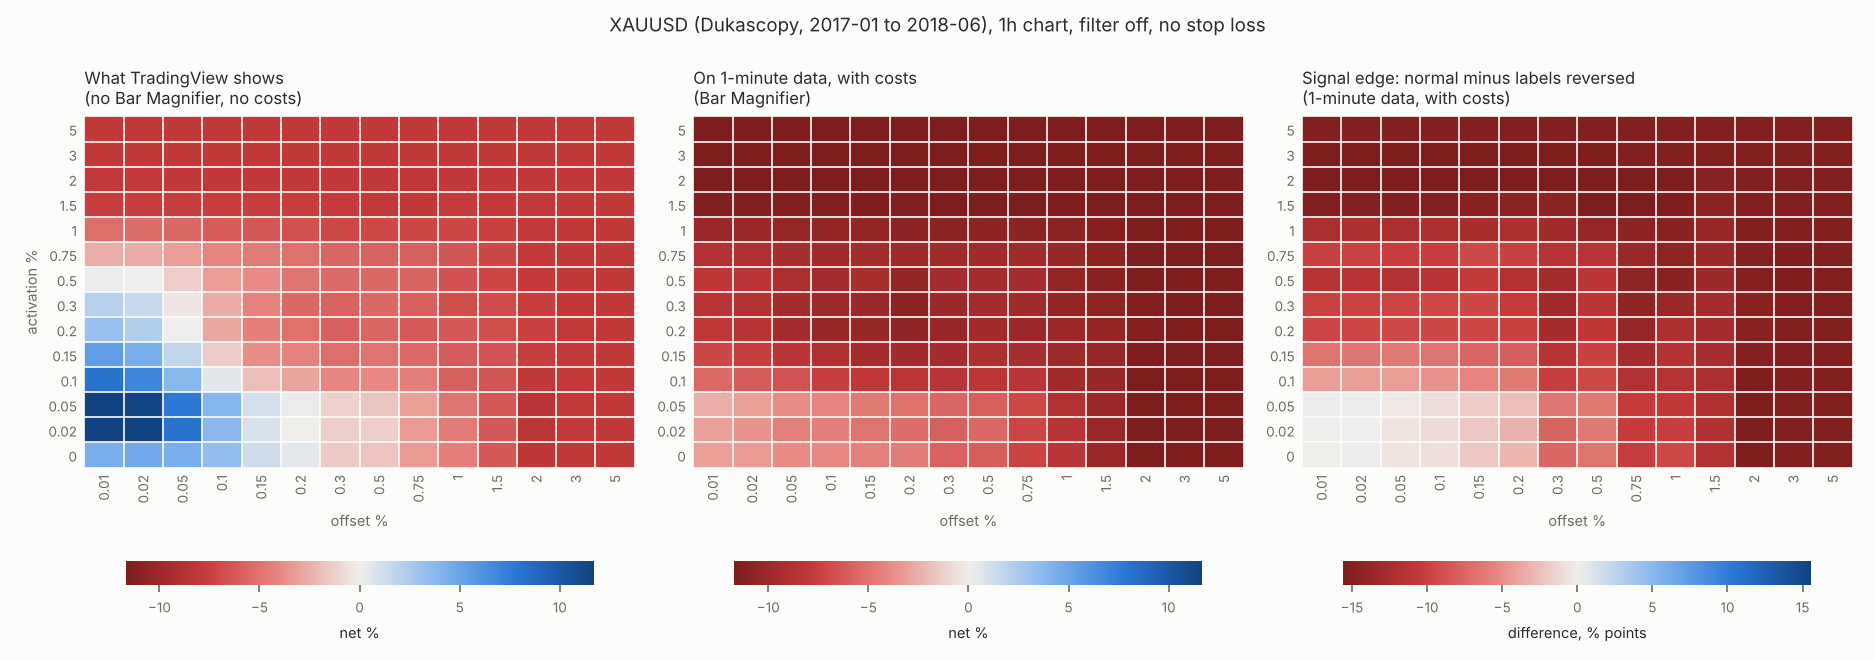 XAUUSD (Dukascopy, 2017-01 to 2018-06), 1h chart, filter off, no stop loss
What TradingView shows
(no Bar Magnifier, no costs)
activation %
5
3
2
1.5
1
0.75
0.5
0.3
0.2
0.15
0.1
0.05
0.02
0
0.01 0.02 0.05 0.1 0.15 0.2 0.3 0.5 0.75 1 1.5 2 3 5
offset %
−10 −5 0 5 10
net %
On 1-minute data, with costs
(Bar Magnifier)
5
3
2
1.5
1
0.75
0.5
0.3
0.2
0.15
0.1
0.05
0.02
0
0.01 0.02 0.05 0.1 0.15 0.2 0.3 0.5 0.75 1 1.5 2 3 5
offset %
−10 −5 0 5 10
net %
Signal edge: normal minus labels reversed
(1-minute data, with costs)
5
3
2
1.5
1
0.75
0.5
0.3
0.2
0.15
0.1
0.05
0.02
0
0.01 0.02 0.05 0.1 0.15 0.2 0.3 0.5 0.75 1 1.5 2 3 5
offset %
−15 −10 −5 0 5 10 15
difference, % points